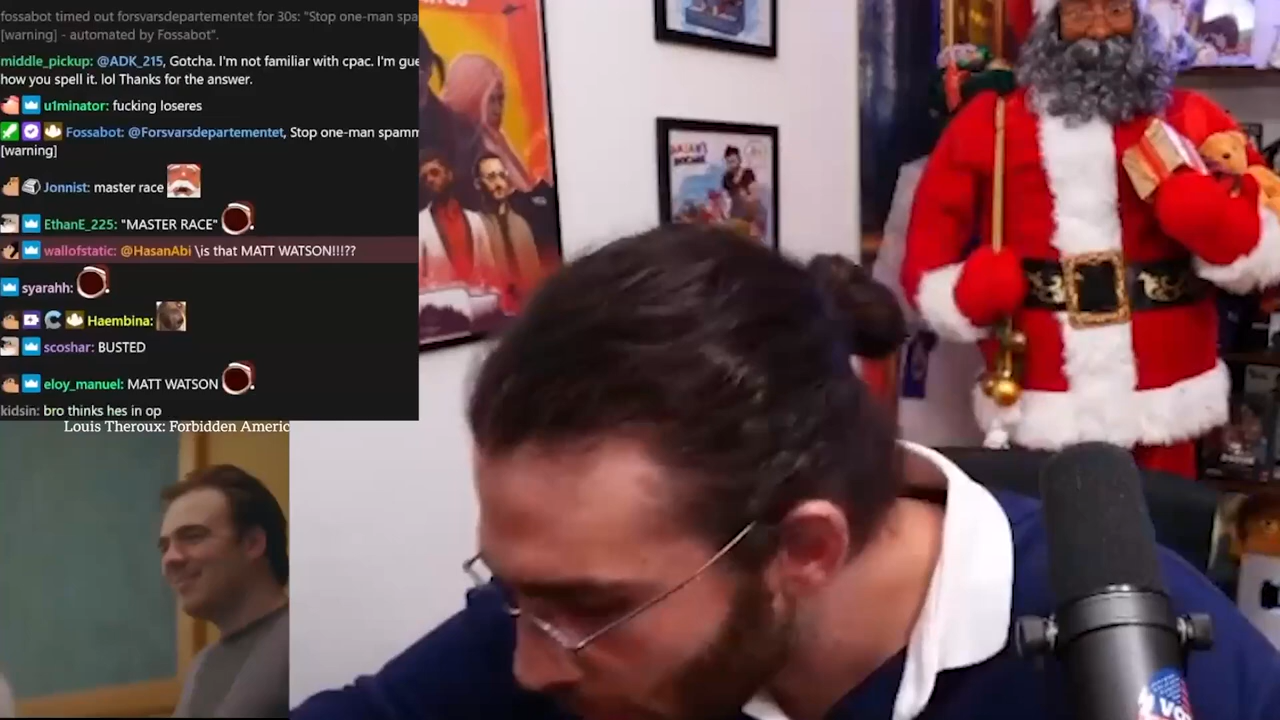 fossabot timed out forsvarsdepartementet for 30s: "Stop one-man spa
[warning] - automated by Fossabot".
middle_pickup: @ADK_215, Gotcha. I'm not familiar with cpac. I'm gue
how you spell it. lol Thanks for the answer.
u1minator: fucking loseres
Fossabot: @Forsvarsdepartementet, Stop one-man spamm
[warning]
Jonnist: master race
EthanE_225: "MASTER RACE"
wallofstatic: @HasanAbi \is that MATT WATSON!!!??
syarahh:
Haembina:
scoshar: BUSTED
eloy_manuel: MATT WATSON
kidsin: bro thinks hes in op
Louis Theroux: Forbidden Americ